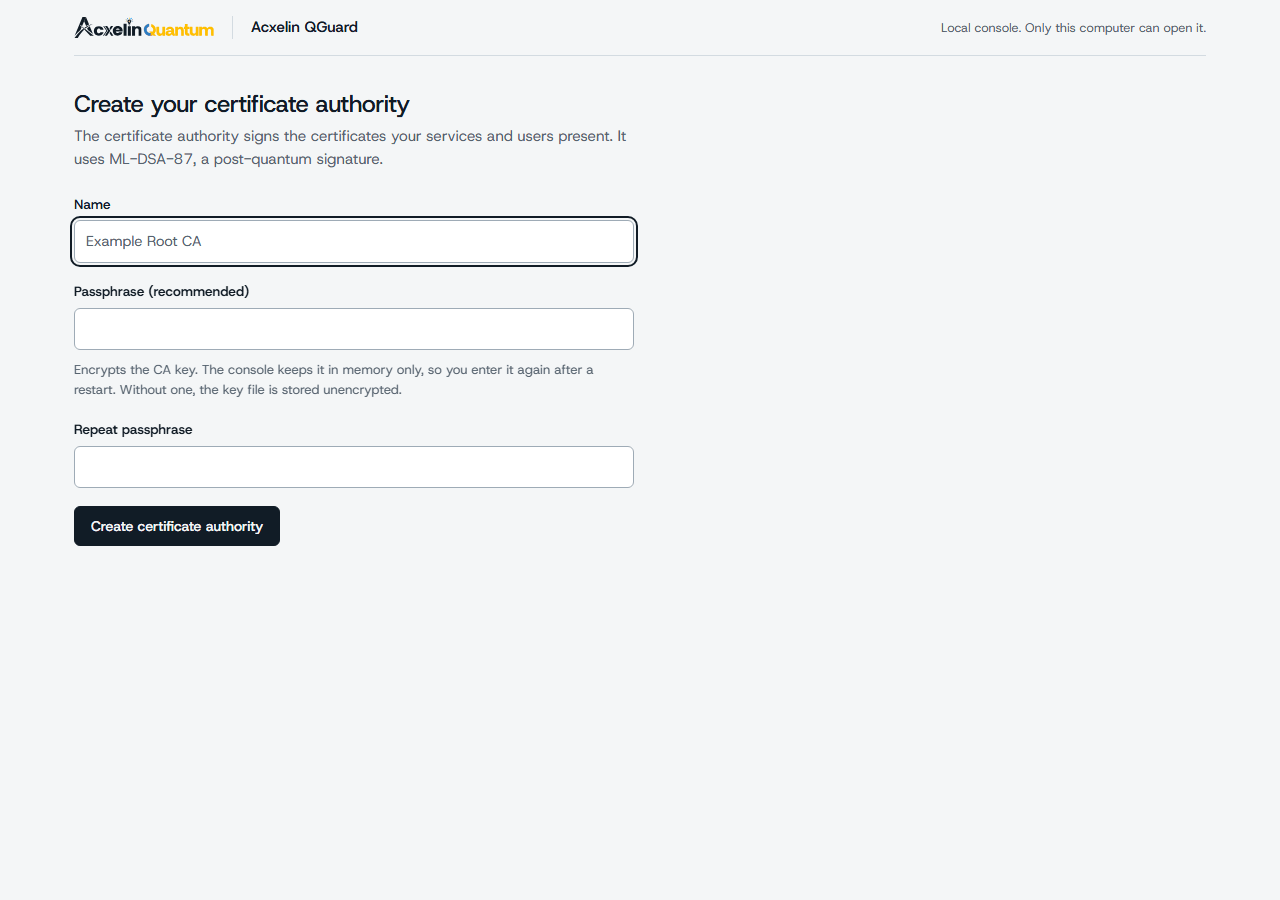 Acxelin Quantum
Acxelin QGuard
Local console. Only this computer can open it.
Create your certificate authority
The certificate authority signs the certificates your services and users present. It
uses ML-DSA-87, a post-quantum signature.
Name
Example Root CA
Passphrase (recommended)
Encrypts the CA key. The console keeps it in memory only, so you enter it again after a
restart. Without one, the key file is stored unencrypted.
Repeat passphrase
Create certificate authority